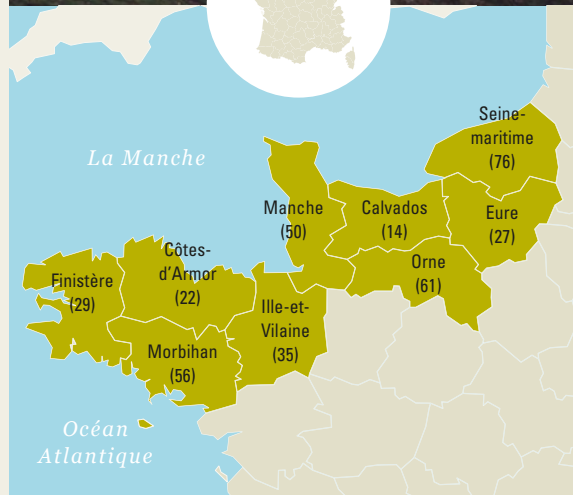 Seine-
maritime
(76)
La Manche
Manche
(50)
Calvados
(14)
Eure
(27)
Orne
(61)
Côtes-
d'Armor
(22)
Finistère
(29)
Ille-et-
Vilaine
(35)
Morbihan
(56)
Océan
Atlantique